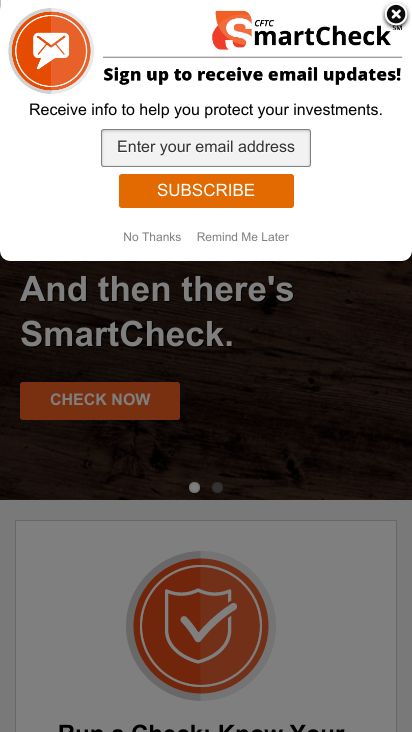 CFTC
SmartCheck SM
Sign up to receive email updates!
Receive info to help you protect your investments.
Enter your email address
SUBSCRIBE
No Thanks Remind Me Later
And then there's
SmartCheck.
CHECK NOW
Run a Check: Know Your